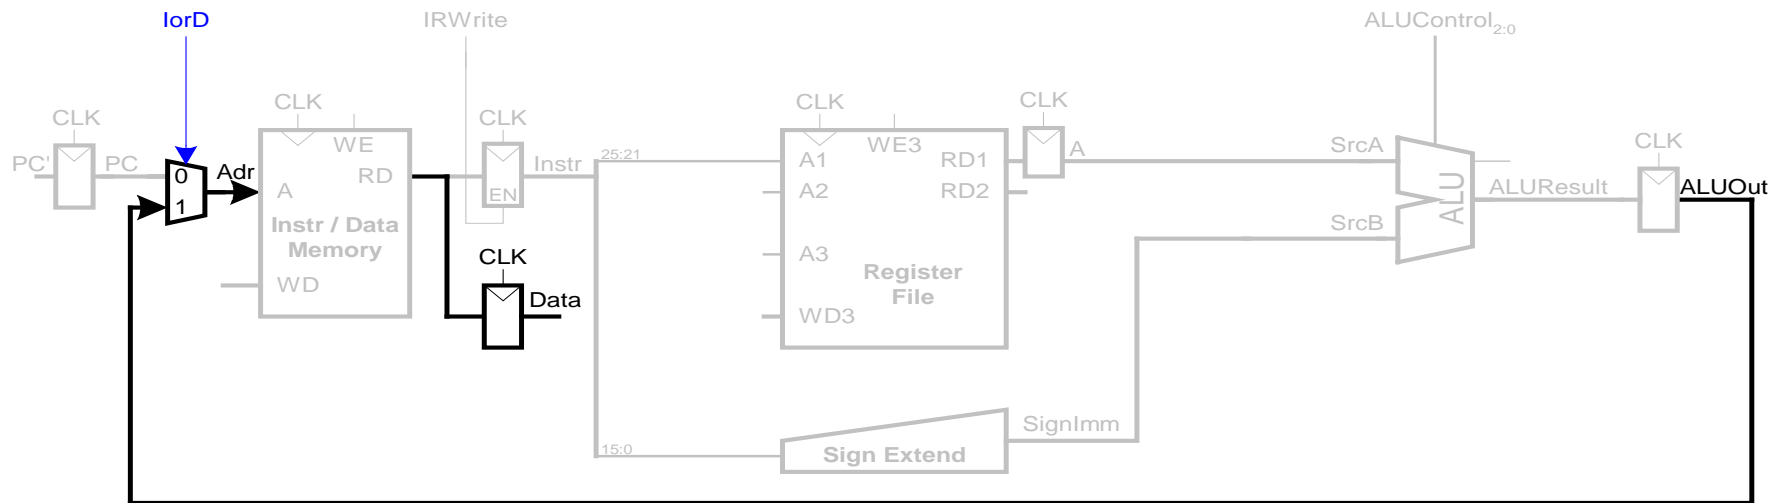 IorD
IRWrite
ALUControl2:0
CLK
CLK
CLK
CLK
CLK
CLK
PC'
PC
0
1
Adr
WE
A
RD
Instr / Data
Memory
WD
EN
Instr
CLK
Data
25:21
15:0
WE3
A1
RD1
A2
RD2
A3
Register
File
WD3
A
SrcA
SrcB
ALU
ALUResult
ALUOut
SignImm
Sign Extend